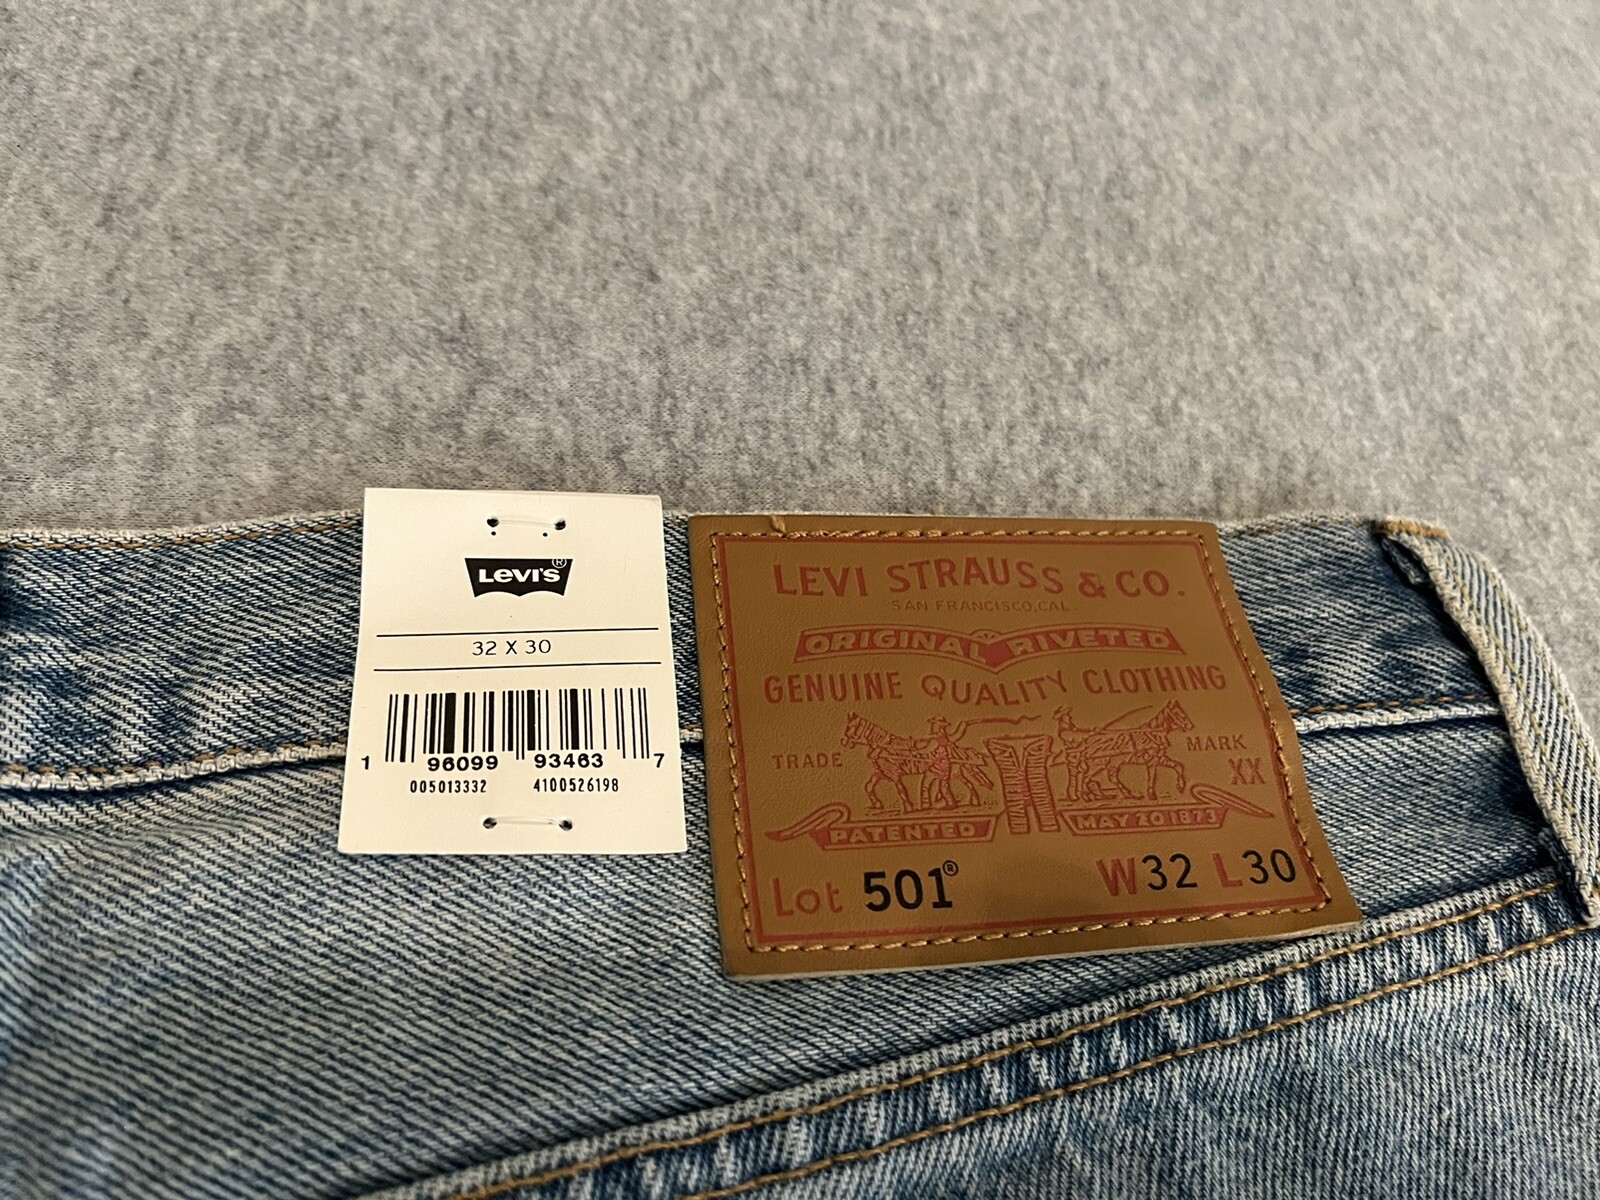 LEVI'S®
32 X 30
1 96099 93463 7
005013332 4100526198
LEVI STRAUSS & CO.
SAN FRANCISCO, CAL.
ORIGINAL RIVETED
GENUINE QUALITY CLOTHING
TRADE MARK
XX
PATENTED MAY 20 1873
Lot 501® W32 L30